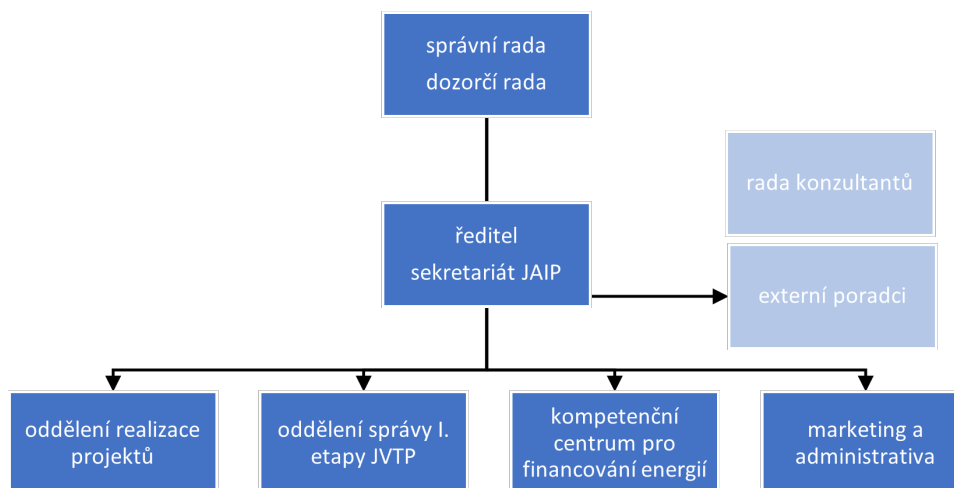 správní rada
dozorčí rada
rada konzultantů
ředitel
sekretariát JAIP
externí poradci
oddělení realizace
projektů
oddělení správy I.
etapy JVTP
kompetenční
centrum pro
financování energií
marketing a
administrativa